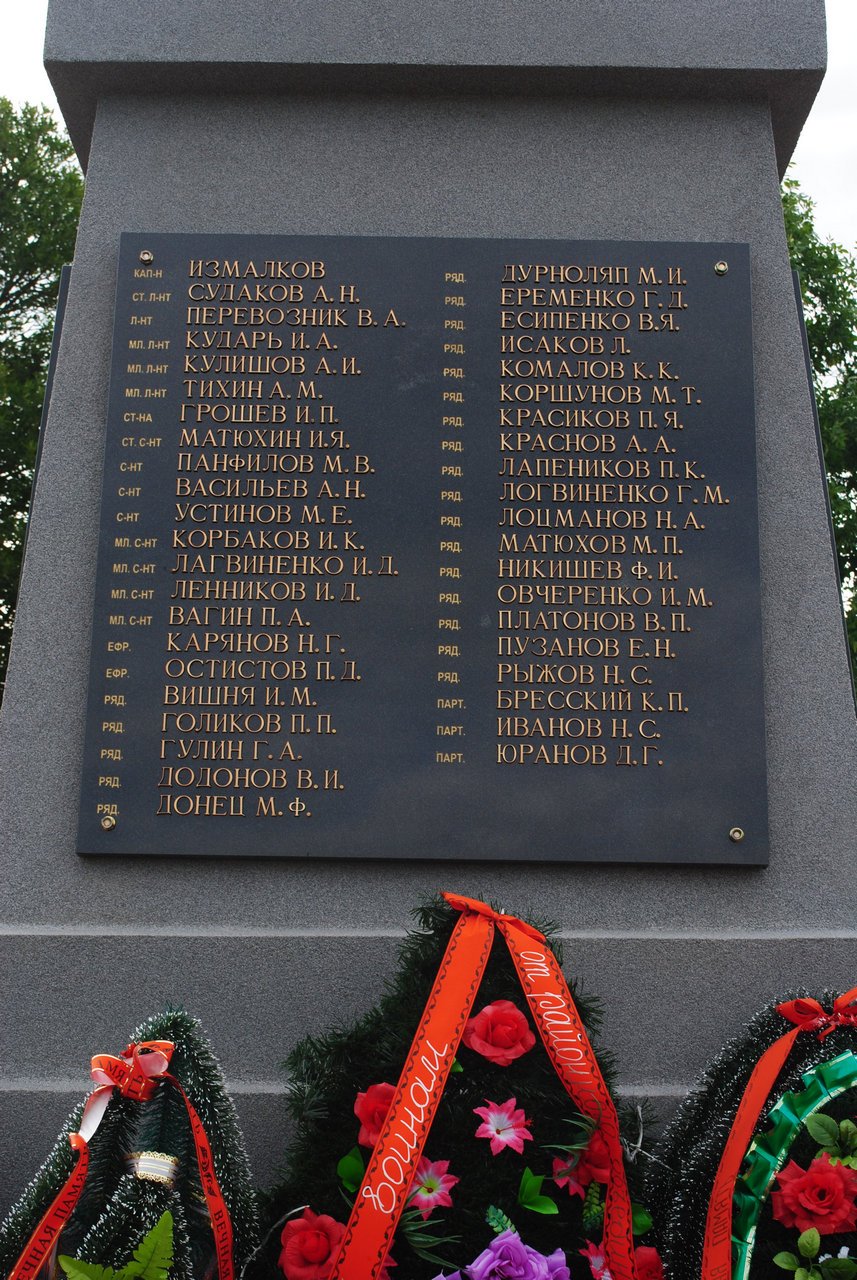 КАП-Н ИЗМАЛКОВ
СТ. Л-НТ СУДАКОВ А.Н.
Л-НТ ПЕРЕВОЗНИК В.А.
МЛ. Л-НТ КУДАРЬ И.А.
МЛ. Л-НТ КУЛИШОВ А.И.
МЛ. Л-НТ ТИХИН А.М.
СТ-НА ГРОШЕВ И.П.
СТ. С-НТ МАТЮХИН И.Я.
С-НТ ПАНФИЛОВ М.В.
С-НТ ВАСИЛЬЕВ А.Н.
С-НТ УСТИНОВ М.Е.
МЛ. С-НТ КОРБАКОВ И.К.
МЛ. С-НТ ЛАГВИНЕНКО И.Д.
МЛ. С-НТ ЛЕННИКОВ И.Д.
МЛ. С-НТ ВАГИН П.А.
ЕФР. КАРЯНОВ Н.Г.
ЕФР. ОСТИСТОВ П.Д.
РЯД. ВИШНЯ И.М.
РЯД. ГОЛИКОВ П.П.
РЯД. ГУЛИН Г.А.
РЯД. ДОДОНОВ В.И.
РЯД. ДОНЕЦ М.Ф.
РЯД. ДУРНОЛЯП М.И.
РЯД. ЕРЕМЕНКО Г.Д.
РЯД. ЕСИПЕНКО В.Я.
РЯД. ИСАКОВ Л.
РЯД. КОМАЛОВ К.К.
РЯД. КОРШУНОВ М.Т.
РЯД. КРАСИКОВ П.Я.
РЯД. КРАСНОВ А.А.
РЯД. ЛАПЕНИКОВ П.К.
РЯД. ЛОГВИНЕНКО Г.М.
РЯД. ЛОЦМАНОВ Н.А.
РЯД. МАТЮХОВ М.П.
РЯД. НИКИШЕВ Ф.И.
РЯД. ОВЧЕРЕНКО И.М.
РЯД. ПЛАТОНОВ В.П.
РЯД. ПУЗАНОВ Е.Н.
РЯД. РЫЖОВ Н.С.
ПАРТ. БРЕССКИЙ К.П.
ПАРТ. ИВАНОВ Н.С.
ПАРТ. ЮРАНОВ Д.Г.
Воинам
от район